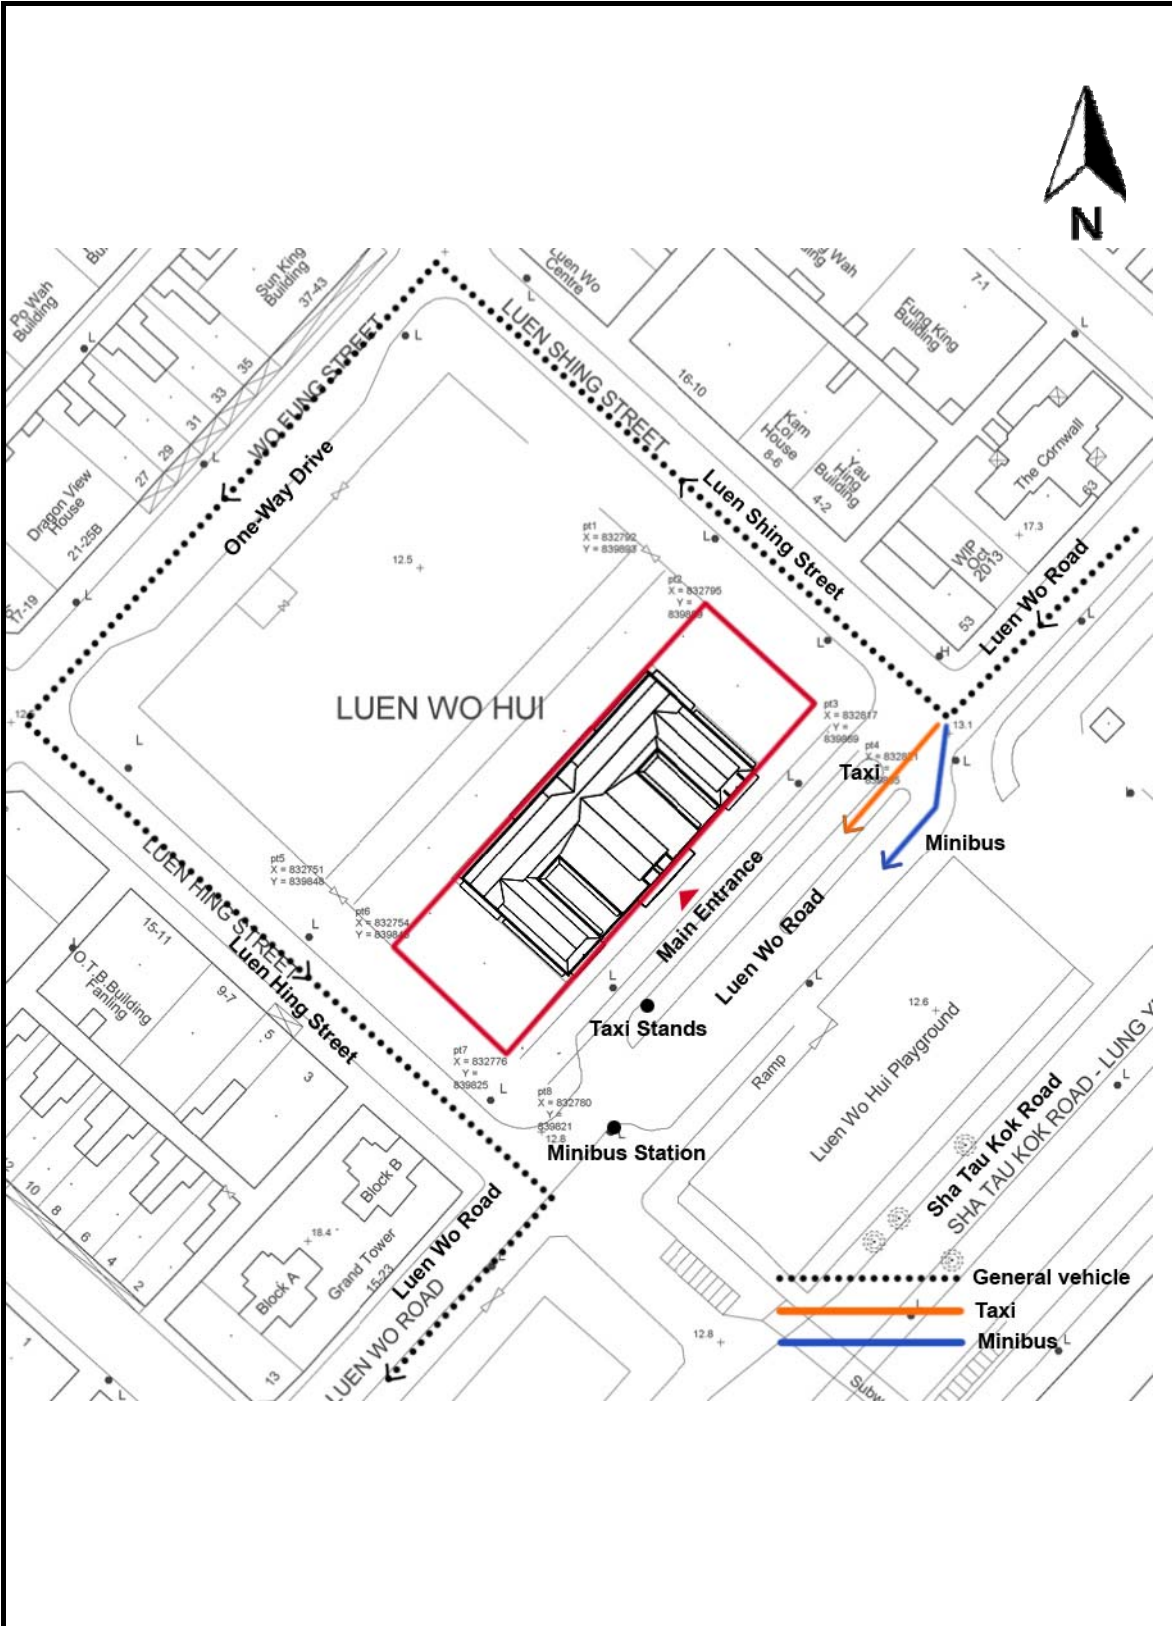 N
Po Wah
Building
Sun King
Building
37-43
Luen Wo
Centre
Wah
Fung King
Building
7-1
LUEN SHING STREET
WO FUNG STREET
One-Way Drive
35
33
31
29
27
Dragon View
House
21-25B
17-19
16-10
Kam
Loi
House
8-6
Yau
Hing
Building
4-2
The Cornwall
63
17.3
WIP
Oct
2013
53
Luen Shing Street
Luen Wo Road
H
12.5
pt1
X = 832792
Y = 839893
pt2
X = 832795
Y =
LUEN WO HUI
pt3
X = 832817
Y =
839869
pt4
13.1
Taxi
Minibus
Main Entrance
Luen Wo Road
LUEN HING STREET
Luen Hing Street
pt5
X = 832751
Y = 839848
pt6
X = 832754
15-11
O.T.B.Building
Fanling
9-7
5
3
Taxi Stands
pt7
X = 832776
Y =
839825
pt8
X = 832780
Y =
839821
12.8
Minibus Station
Ramp
12.6
Luen Wo Hui Playground
Sha Tau Kok Road
SHA TAU KOK ROAD - LUNG Y
10
8
6
4
2
Block B
18.4
Block A
Grand Tower
15-23
13
1
Luen Wo Road
LUEN WO ROAD
12.8
Subw
General vehicle
Taxi
Minibus
L